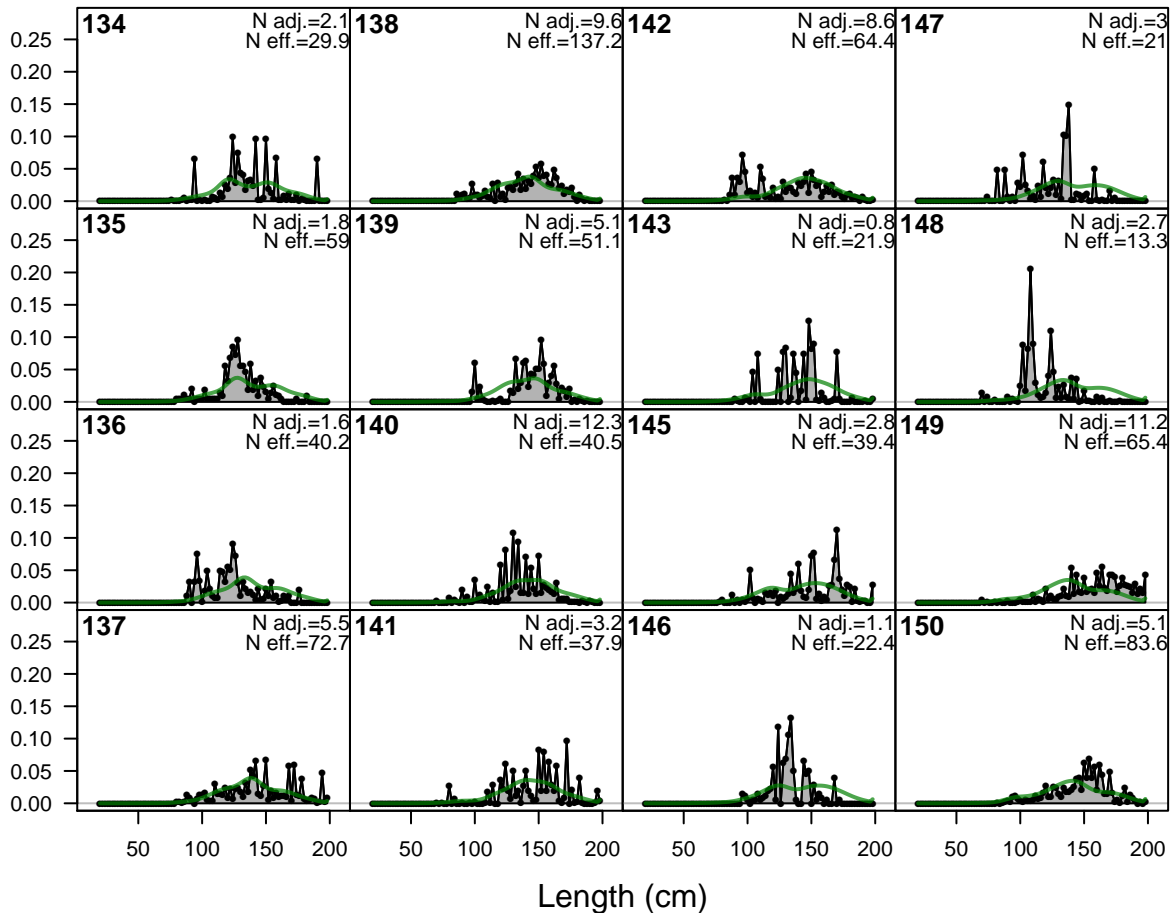 134 N adj.=2.1
N eff.=29.9
138 N adj.=9.6
N eff.=137.2
142 N adj.=8.6
N eff.=64.4
147 N adj.=3
N eff.=21
0.25
0.20
0.15
0.10
0.05
0.00
135 N adj.=1.8
N eff.=59
139 N adj.=5.1
N eff.=51.1
143 N adj.=0.8
N eff.=21.9
148 N adj.=2.7
N eff.=13.3
0.25
0.20
0.15
0.10
0.05
0.00
136 N adj.=1.6
N eff.=40.2
140 N adj.=12.3
N eff.=40.5
145 N adj.=2.8
N eff.=39.4
149 N adj.=11.2
N eff.=65.4
0.25
0.20
0.15
0.10
0.05
0.00
137 N adj.=5.5
N eff.=72.7
141 N adj.=3.2
N eff.=37.9
146 N adj.=1.1
N eff.=22.4
150 N adj.=5.1
N eff.=83.6
0.25
0.20
0.15
0.10
0.05
0.00
50 100 150 200 50 100 150 200 50 100 150 200 50 100 150 200
Length (cm)